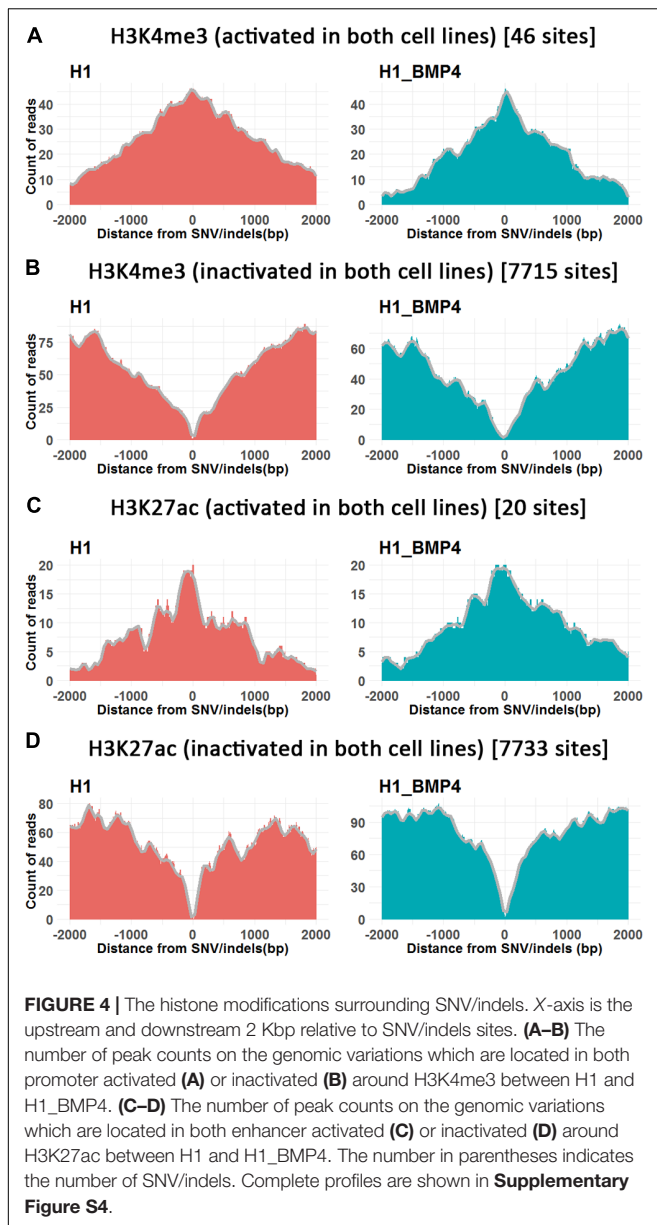 A H3K4me3 (activated in both cell lines) [46 sites]
H1 H1_BMP4
Count of reads
40 40
30 30
20 20
10 10
0 0
-2000 -1000 0 1000 2000 -2000 -1000 0 1000 2000
Distance from SNV/indels(bp) Distance from SNV/indels (bp)
B H3K4me3 (inactivated in both cell lines) [7715 sites]
H1 H1_BMP4
Count of reads
75 60
50 40
25 20
0 0
-2000 -1000 0 1000 2000 -2000 -1000 0 1000 2000
Distance from SNV/indels(bp) Distance from SNV/indels (bp)
C H3K27ac (activated in both cell lines) [20 sites]
H1 H1_BMP4
Count of reads
20 20
15 15
10 10
5 5
0 0
-2000 -1000 0 1000 2000 -2000 -1000 0 1000 2000
Distance from SNV/indels(bp) Distance from SNV/indels (bp)
D H3K27ac (inactivated in both cell lines) [7733 sites]
H1 H1_BMP4
Count of reads
80 90
60 60
40 30
20 0
0
-2000 -1000 0 1000 2000 -2000 -1000 0 1000 2000
Distance from SNV/indels(bp) Distance from SNV/indels (bp)
FIGURE 4 | The histone modifications surrounding SNV/indels. X-axis is the
upstream and downstream 2 Kbp relative to SNV/indels sites. (A–B) The
number of peak counts on the genomic variations which are located in both
promoter activated (A) or inactivated (B) around H3K4me3 between H1 and
H1_BMP4. (C–D) The number of peak counts on the genomic variations
which are located in both enhancer activated (C) or inactivated (D) around
H3K27ac between H1 and H1_BMP4. The number in parentheses indicates
the number of SNV/indels. Complete profiles are shown in Supplementary
Figure S4.